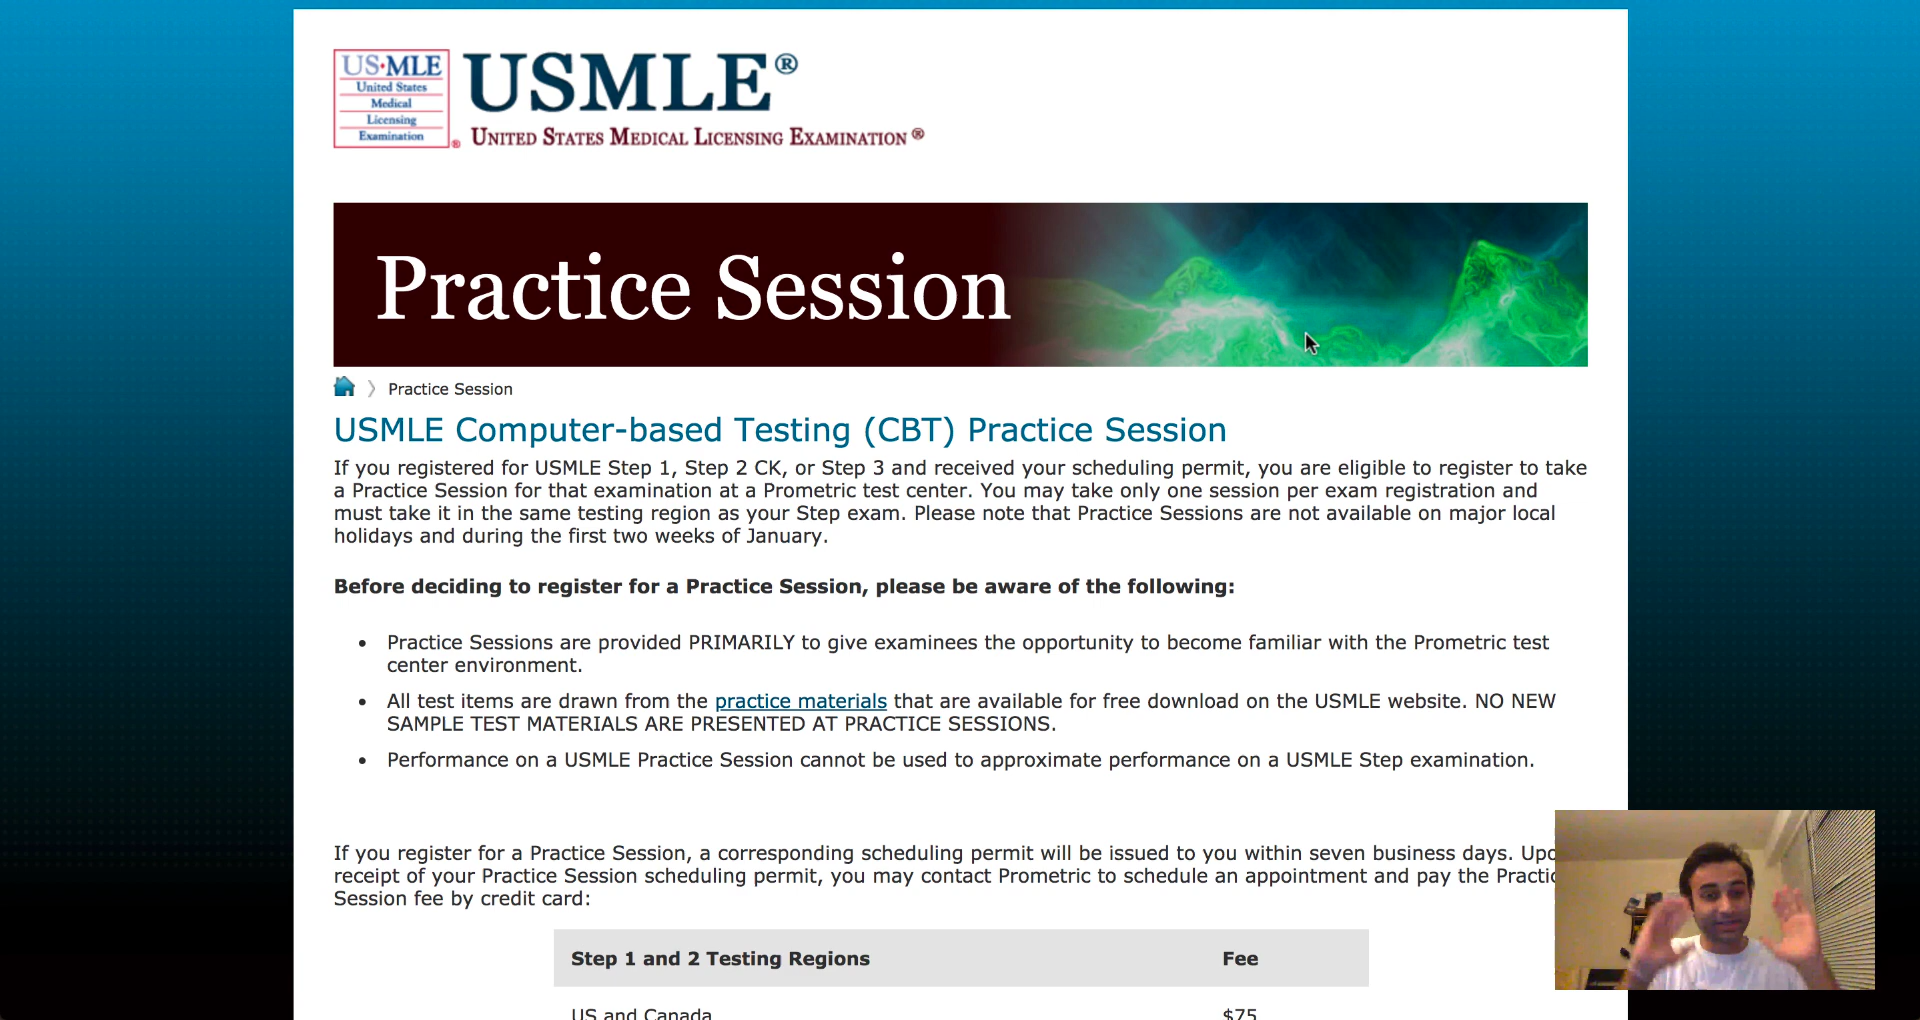 US•MLE
United States
Medical
Licensing
Examination
®
USMLE®
UNITED STATES MEDICAL LICENSING EXAMINATION ®
Practice Session
Practice Session
USMLE Computer-based Testing (CBT) Practice Session
If you registered for USMLE Step 1, Step 2 CK, or Step 3 and received your scheduling permit, you are eligible to register to take
a Practice Session for that examination at a Prometric test center. You may take only one session per exam registration and
must take it in the same testing region as your Step exam. Please note that Practice Sessions are not available on major local
holidays and during the first two weeks of January.
Before deciding to register for a Practice Session, please be aware of the following:
• Practice Sessions are provided PRIMARILY to give examinees the opportunity to become familiar with the Prometric test
center environment.
• All test items are drawn from the practice materials that are available for free download on the USMLE website. NO NEW
SAMPLE TEST MATERIALS ARE PRESENTED AT PRACTICE SESSIONS.
• Performance on a USMLE Practice Session cannot be used to approximate performance on a USMLE Step examination.
If you register for a Practice Session, a corresponding scheduling permit will be issued to you within seven business days.
receipt of your Practice Session scheduling permit, you may contact Prometric to schedule an appointment and pay the
Session fee by credit card:
Step 1 and 2 Testing Regions Fee
US and Canada $75